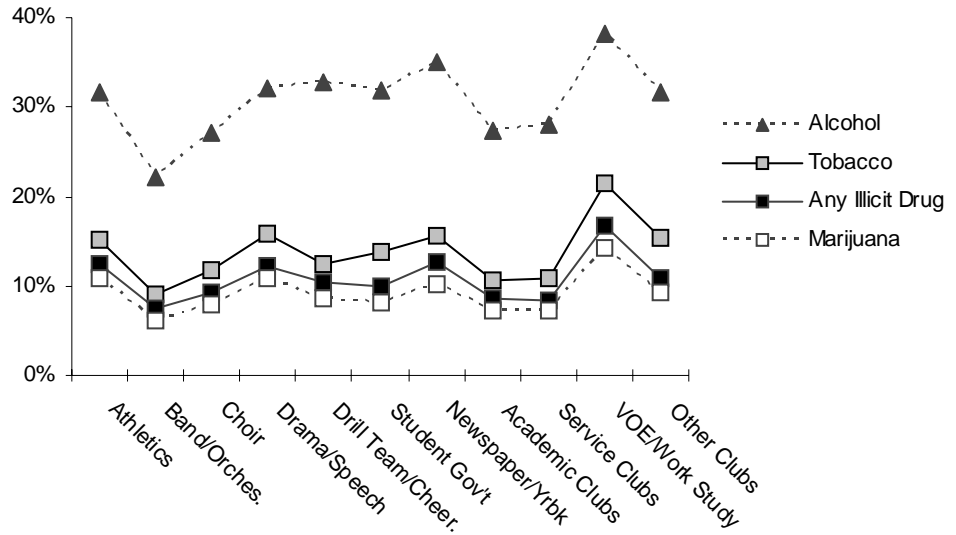 40%
30%
20%
10%
0%
Athletics
Band/Orches.
Choir
Drama/Speech
Drill Team/Cheer.
Student Gov't
Newspaper/Yrbk
Academic Clubs
Service Clubs
VOE/Work Study
Other Clubs
Alcohol
Tobacco
Any Illicit Drug
Marijuana